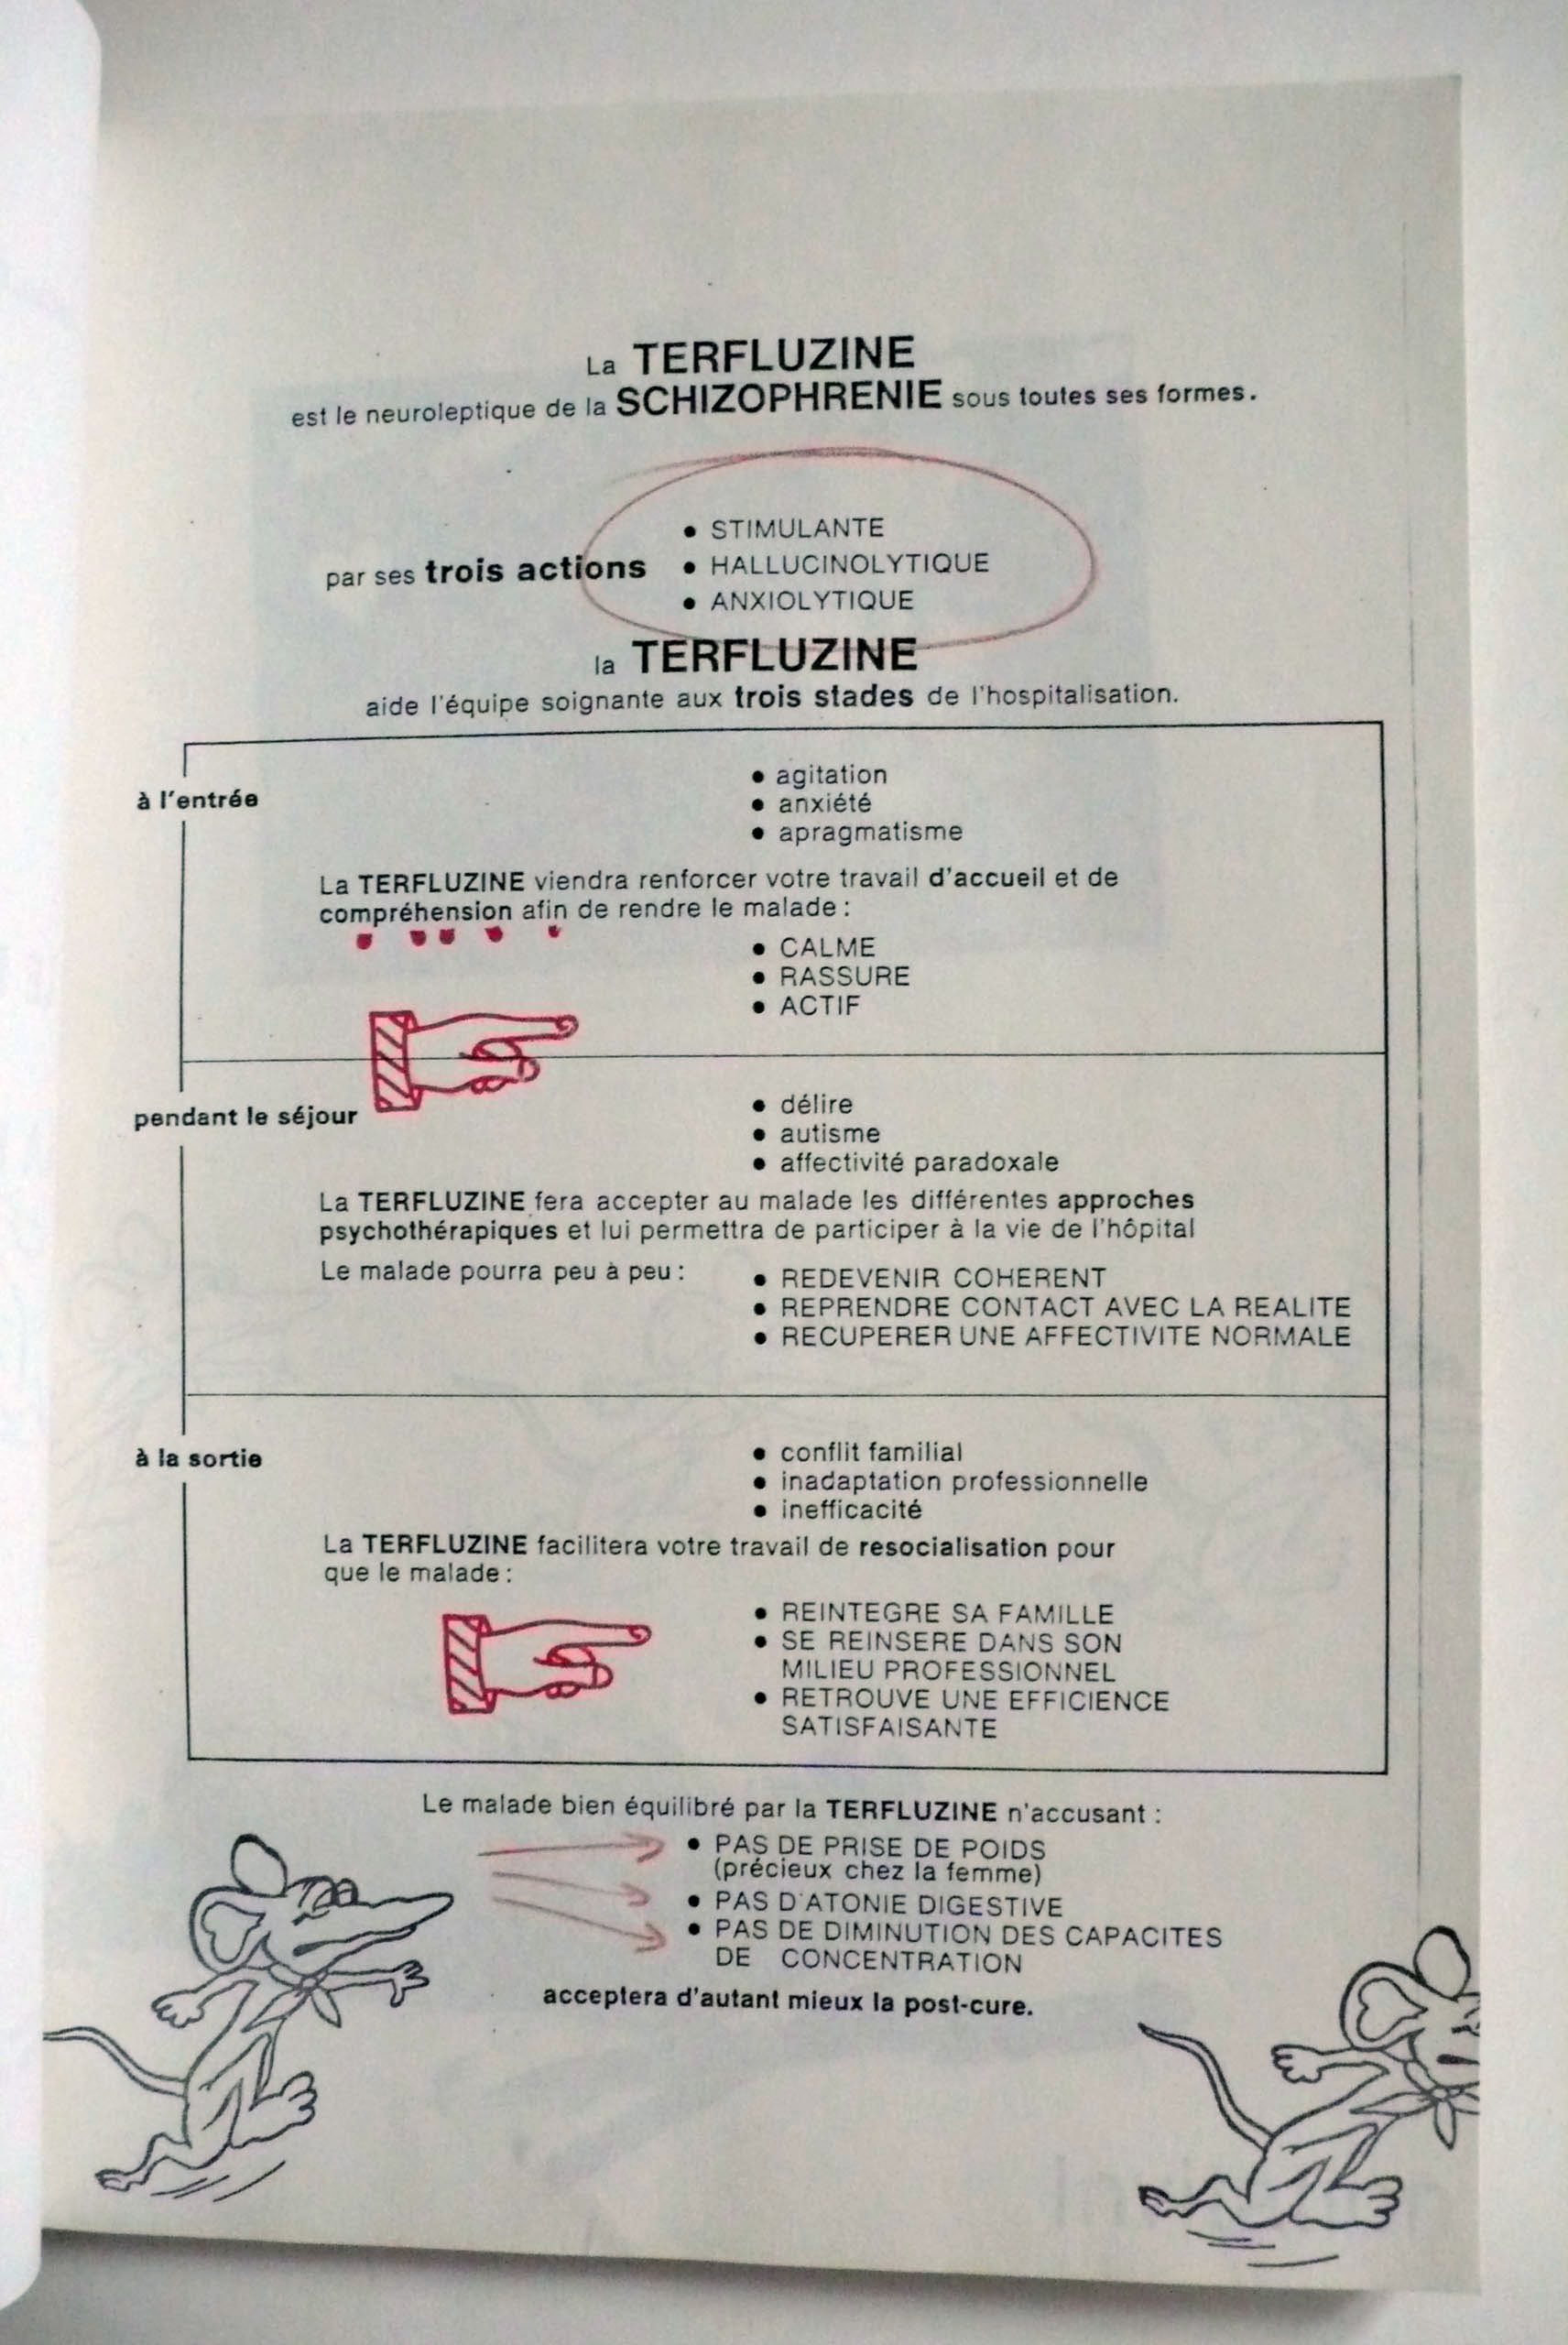 La TERFLUZINE
est le neuroleptique de la SCHIZOPHRENIE sous toutes ses formes.
• STIMULANTE
par ses trois actions • HALLUCINOLYTIQUE
• ANXIOLYTIQUE
la TERFLUZINE
aide l'équipe soignante aux trois stades de l'hospitalisation.
à l'entrée
• agitation
• anxiété
• apragmatisme
La TERFLUZINE viendra renforcer votre travail d'accueil et de
compréhension afin de rendre le malade :
• CALME
• RASSURE
• ACTIF
pendant le séjour
• délire
• autisme
• affectivité paradoxale
La TERFLUZINE fera accepter au malade les différentes approches
psychothérapiques et lui permettra de participer à la vie de l'hôpital
Le malade pourra peu à peu : • REDEVENIR COHERENT
• REPRENDRE CONTACT AVEC LA REALITE
• RECUPERER UNE AFFECTIVITE NORMALE
à la sortie
• conflit familial
• inadaptation professionnelle
• inefficacité
La TERFLUZINE facilitera votre travail de resocialisation pour
que le malade :
• REINTEGRE SA FAMILLE
• SE REINSERE DANS SON
MILIEU PROFESSIONNEL
• RETROUVE UNE EFFICIENCE
SATISFAISANTE
Le malade bien équilibré par la TERFLUZINE n'accusant :
• PAS DE PRISE DE POIDS
(précieux chez la femme)
• PAS D'ATONIE DIGESTIVE
• PAS DE DIMINUTION DES CAPACITES
DE CONCENTRATION
acceptera d'autant mieux la post-cure.